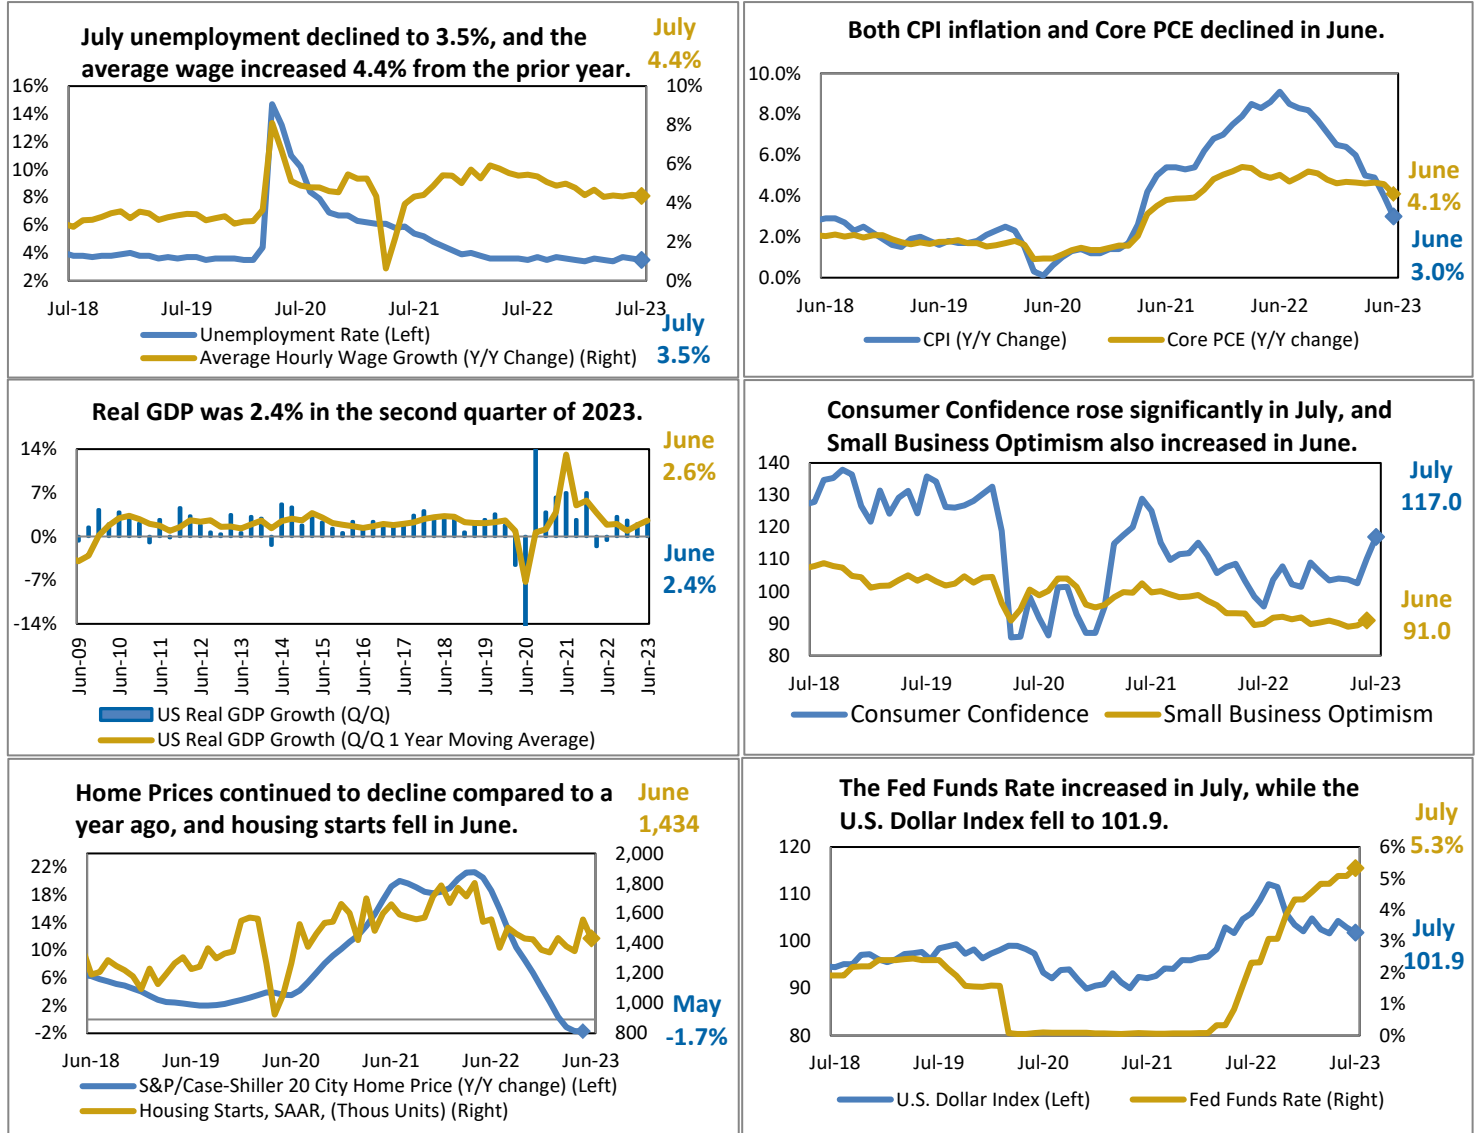 July unemployment declined to 3.5%, and the
average wage increased 4.4% from the prior year.
July
4.4%
16%
14%
12%
10%
8%
6%
4%
2%
10%
8%
6%
4%
2%
0%
Jul-18
Jul-19
Jul-20
Jul-21
Jul-22
Jul-23
Unemployment Rate (Left)
Average Hourly Wage Growth (Y/Y Change) (Right)
July
3.5%
Both CPI inflation and Core PCE declined in June.
10.0%
8.0%
6.0%
4.0%
2.0%
0.0%
June
4.1%
June
3.0%
Jun-18
Jun-19
Jun-20
Jun-21
Jun-22
Jun-23
CPI (Y/Y Change)
Core PCE (Y/Y change)
Real GDP was 2.4% in the second quarter of 2023.
14%
7%
0%
-7%
-14%
June
2.6%
June
2.4%
Jun-09
Jun-10
Jun-11
Jun-12
Jun-13
Jun-14
Jun-15
Jun-16
Jun-17
Jun-18
Jun-19
Jun-20
Jun-21
Jun-22
Jun-23
US Real GDP Growth (Q/Q)
US Real GDP Growth (Q/Q 1 Year Moving Average)
Consumer Confidence rose significantly in July, and
Small Business Optimism also increased in June.
140
130
120
110
100
90
80
July
117.0
June
91.0
Jul-18
Jul-19
Jul-20
Jul-21
Jul-22
Jul-23
Consumer Confidence
Small Business Optimism
Home Prices continued to decline compared to a
year ago, and housing starts fell in June.
June
1,434
22%
18%
14%
10%
6%
2%
-2%
2,000
1,800
1,600
1,400
1,200
1,000
800
May
-1.7%
Jun-18
Jun-19
Jun-20
Jun-21
Jun-22
Jun-23
S&P/Case-Shiller 20 City Home Price (Y/Y change) (Left)
Housing Starts, SAAR, (Thous Units) (Right)
The Fed Funds Rate increased in July, while the
U.S. Dollar Index fell to 101.9.
July
5.3%
120
110
100
90
80
6%
5%
4%
3%
2%
1%
0%
July
101.9
Jul-18
Jul-19
Jul-20
Jul-21
Jul-22
Jul-23
U.S. Dollar Index (Left)
Fed Funds Rate (Right)